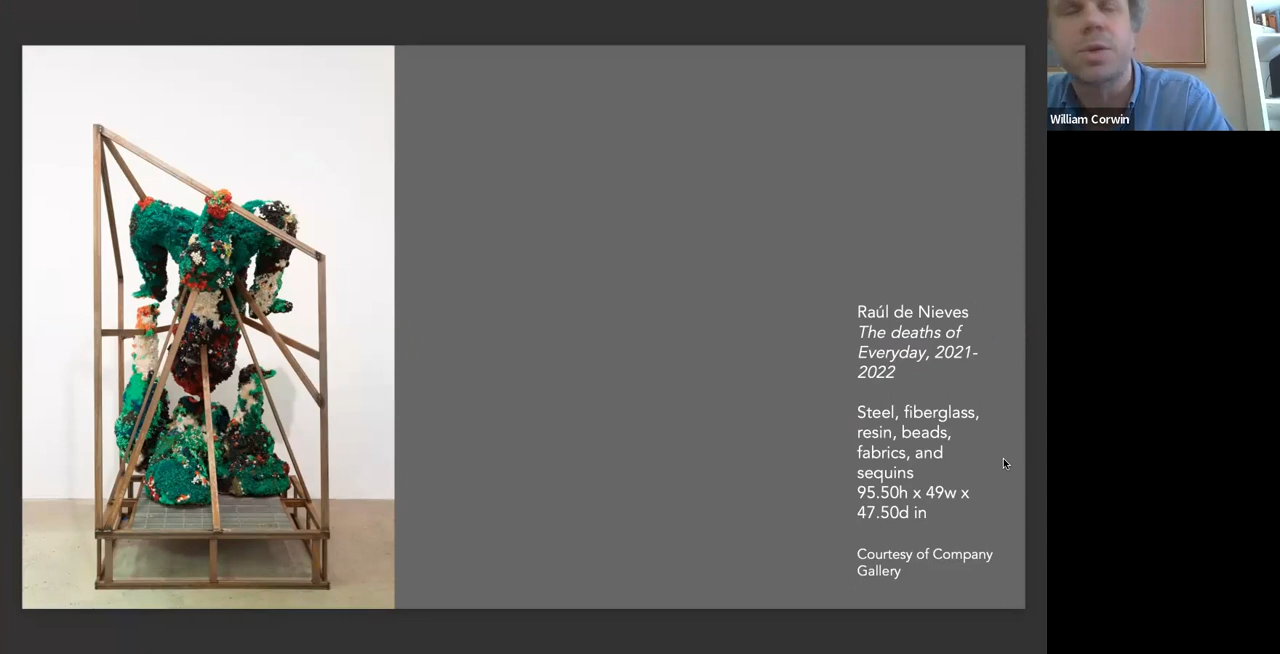 William Corwin
Raúl de Nieves
The deaths of
Everyday, 2021-
2022
Steel, fiberglass,
resin, beads,
fabrics, and
sequins
95.50h x 49w x
47.50d in
Courtesy of Company
Gallery